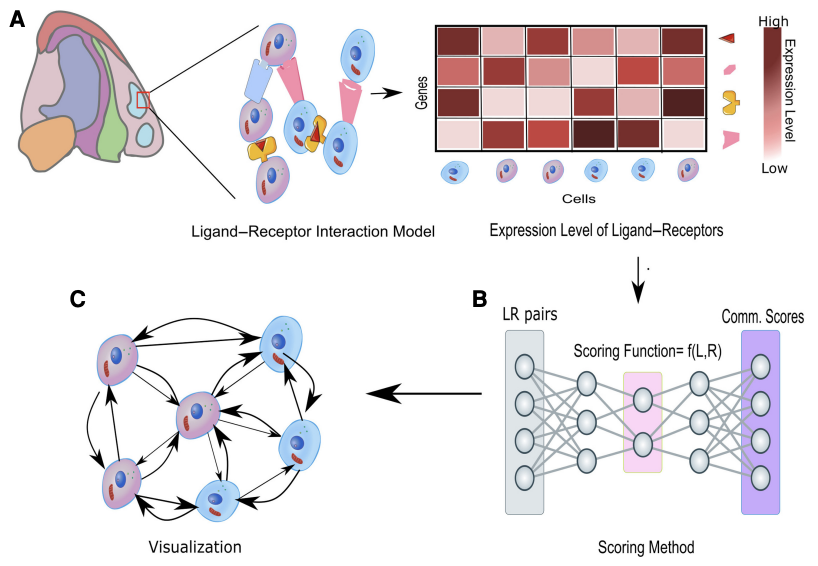 A
High
Genes
Expression Level
Low
Cells
Ligand–Receptor Interaction Model
Expression Level of Ligand–Receptors
C
B
LR pairs
Comm. Scores
Scoring Function= f(L,R)
Visualization
Scoring Method